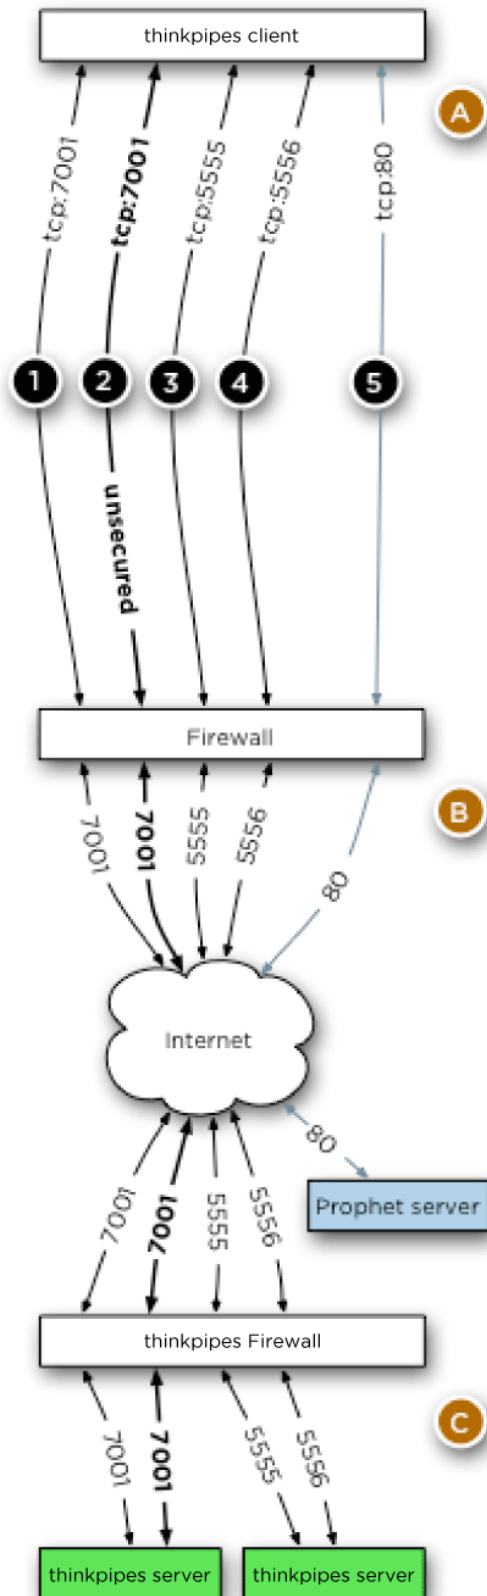 thinkpipes client
A
tcp:7001
tcp:7001
tcp:5555
tcp:5556
tcp:80
1
2
3
4
5
unsecured
Firewall
B
7001
7001
5555
5556
80
Internet
80
Prophet server
7001
7001
5555
5556
thinkpipes Firewall
C
7001
7001
5555
5556
thinkpipes server
thinkpipes server